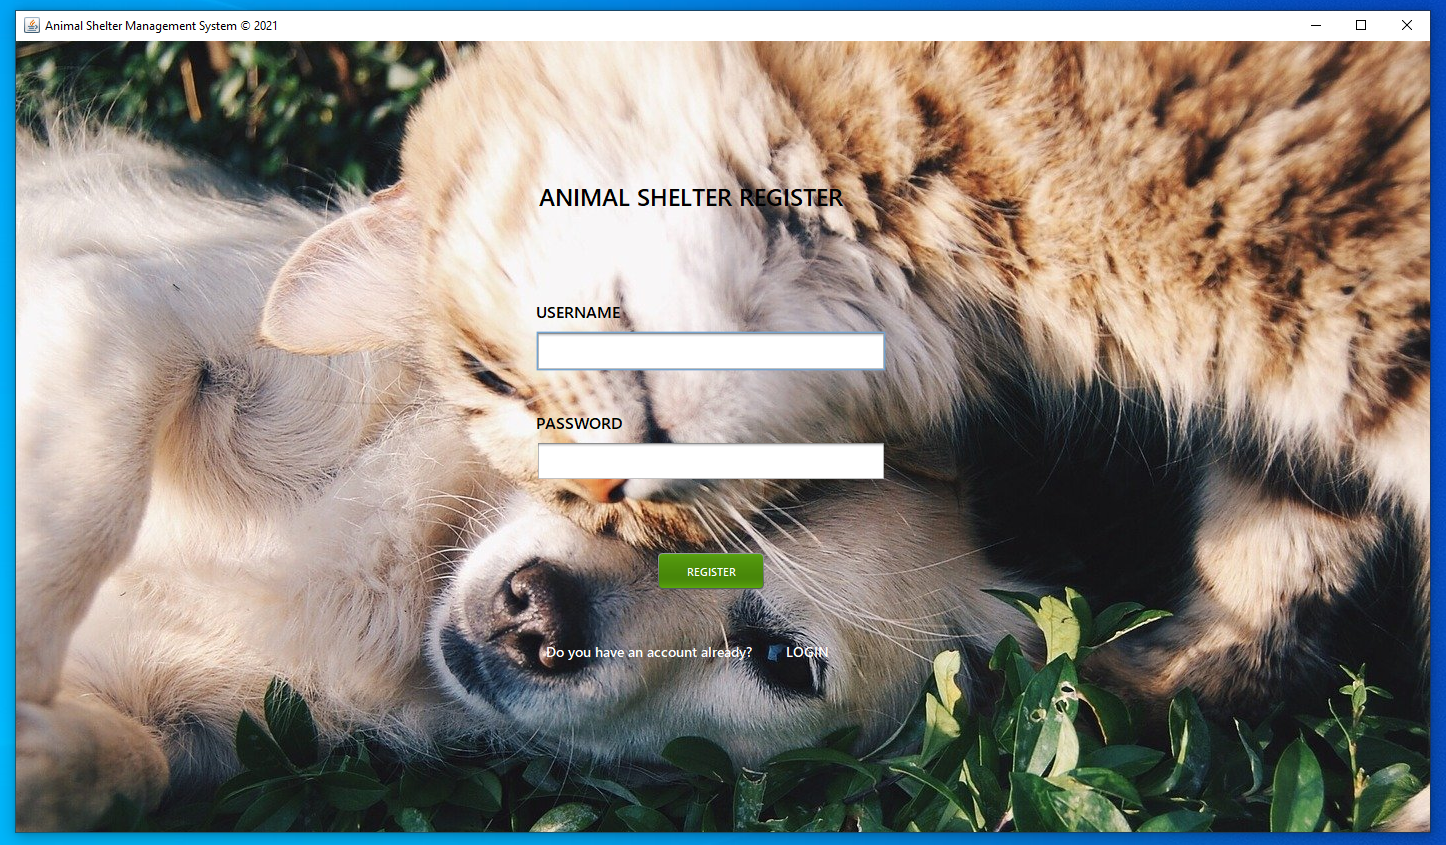 Animal Shelter Management System © 2021
ANIMAL SHELTER REGISTER
USERNAME
PASSWORD
REGISTER
Do you have an account already? LOGIN